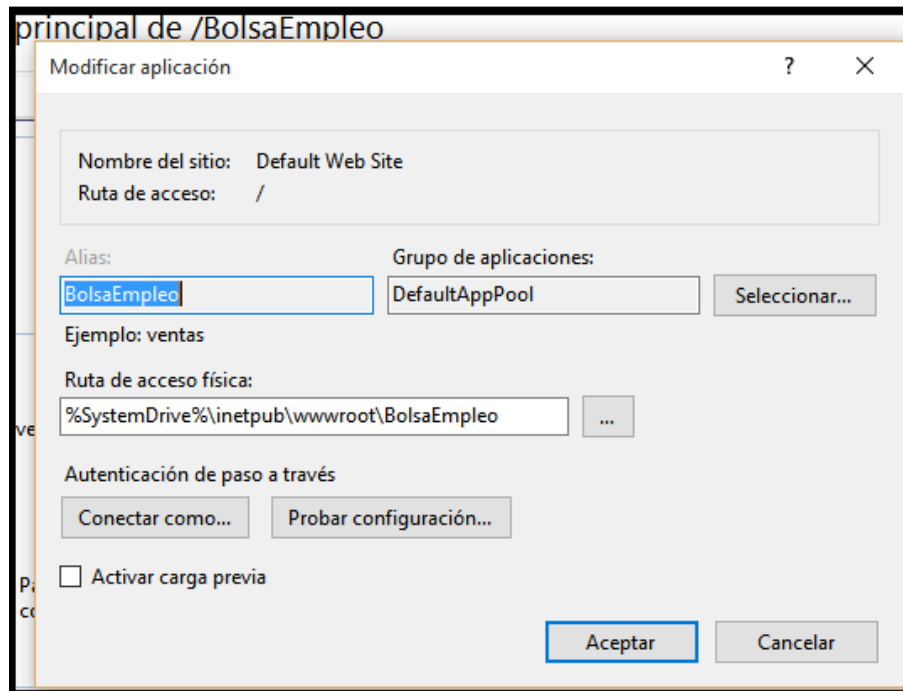 principal de /BolsaEmpleo
Modificar aplicación
Nombre del sitio: Default Web Site
Ruta de acceso: /
Alias: Grupo de aplicaciones:
BolsaEmpleo DefaultAppPool Seleccionar...
Ejemplo: ventas
Ruta de acceso física:
%SystemDrive%\inetpub\wwwroot\BolsaEmpleo ...
Autenticación de paso a través
Conectar como... Probar configuración...
Activar carga previa
Aceptar Cancelar